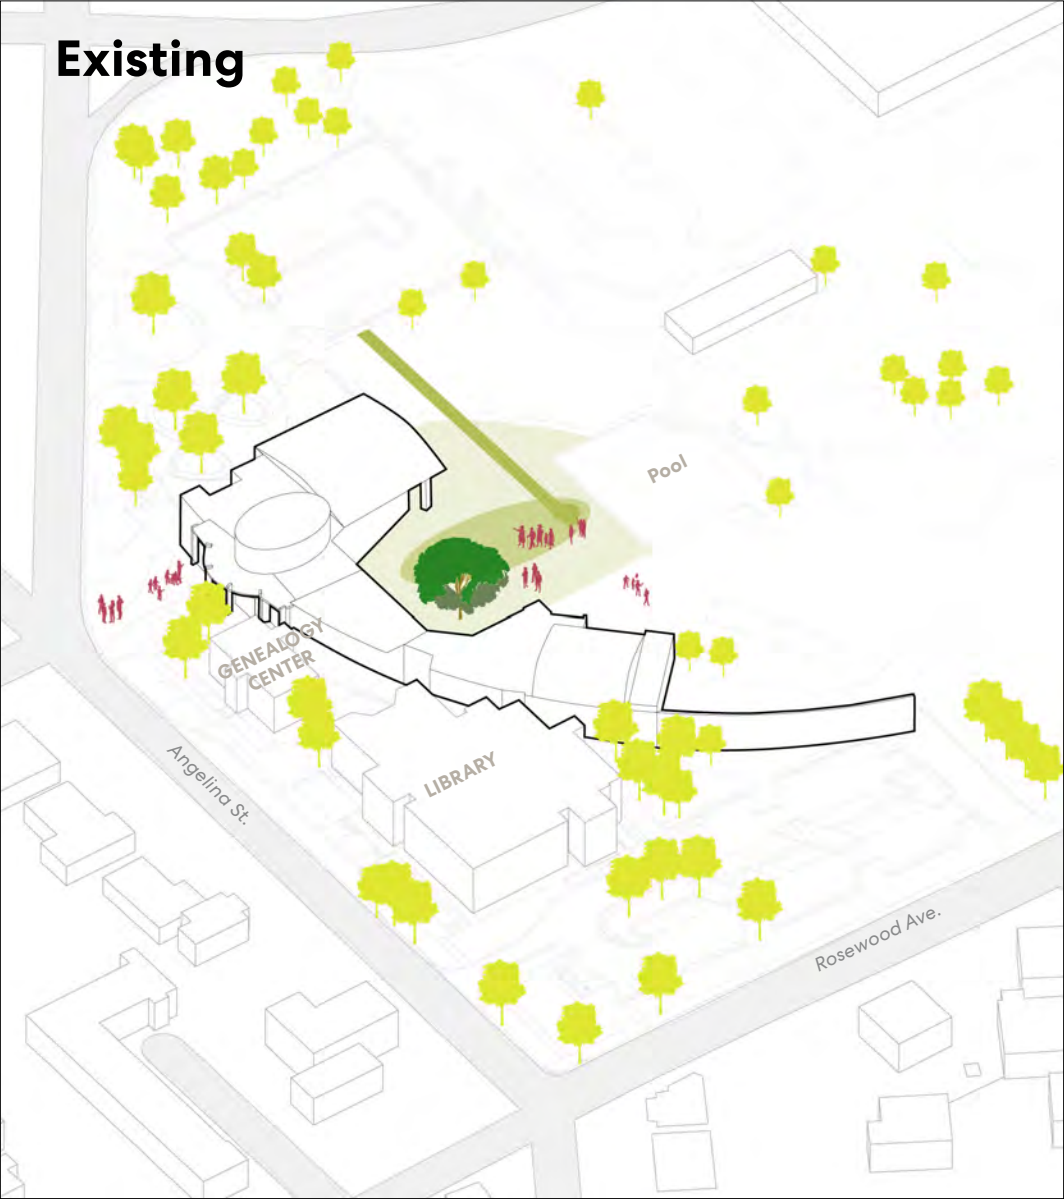 Existing
Pool
GENEALOGY
CENTER
LIBRARY
Angelina St.
Rosewood Ave.